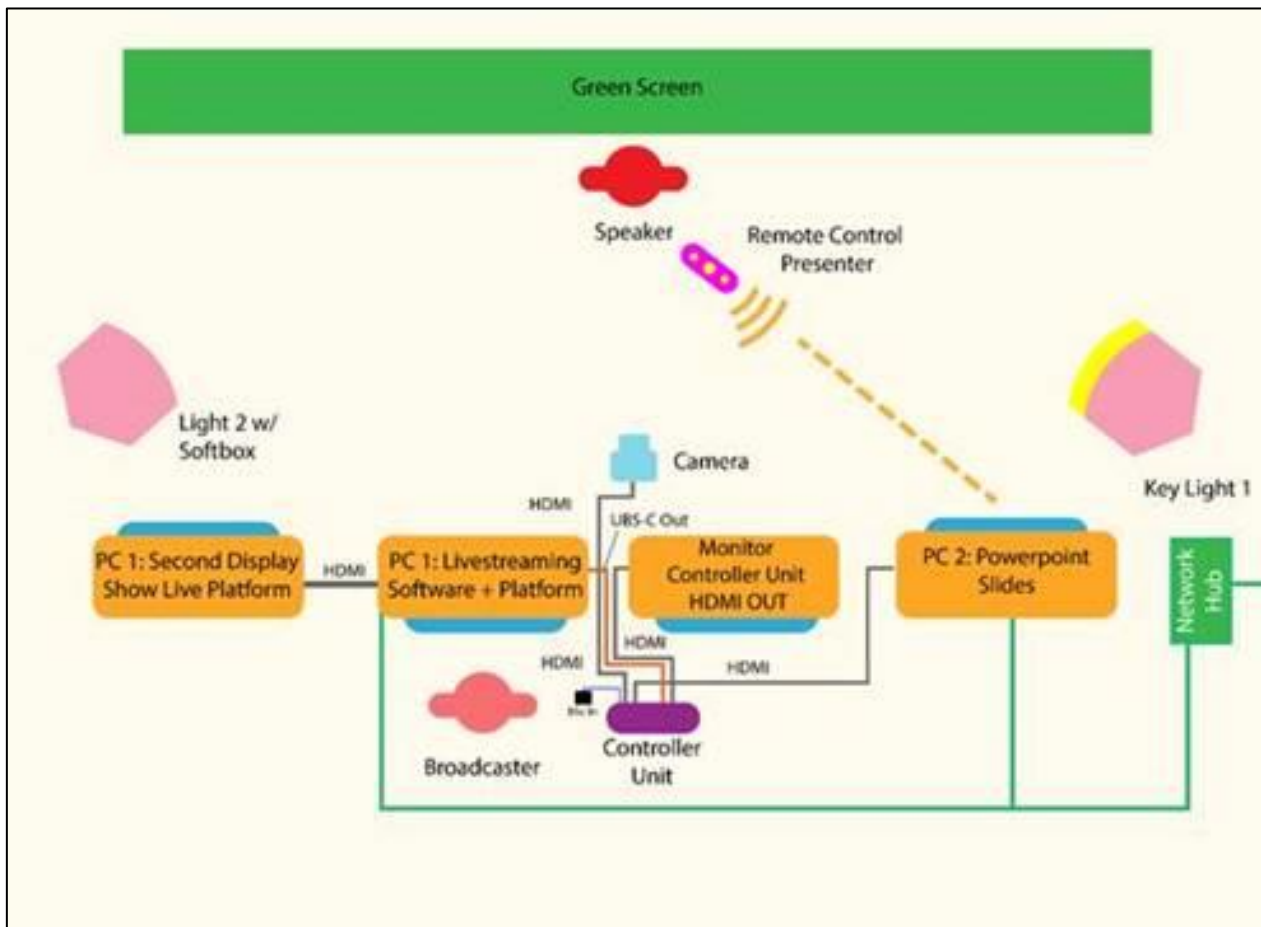 Green Screen
Speaker
Remote Control
Presenter
Light 2 w/
Softbox
Camera
Key Light 1
HDMI
UBS-C Out
PC 1: Second Display
Show Live Platform
HDMI
PC 1: Livestreaming
Software + Platform
Monitor
Controller Unit
HDMI OUT
PC 2: Powerpoint
Slides
Network
Hub
HDMI
HDMI
HDMI
Broadcaster
Controller
Unit